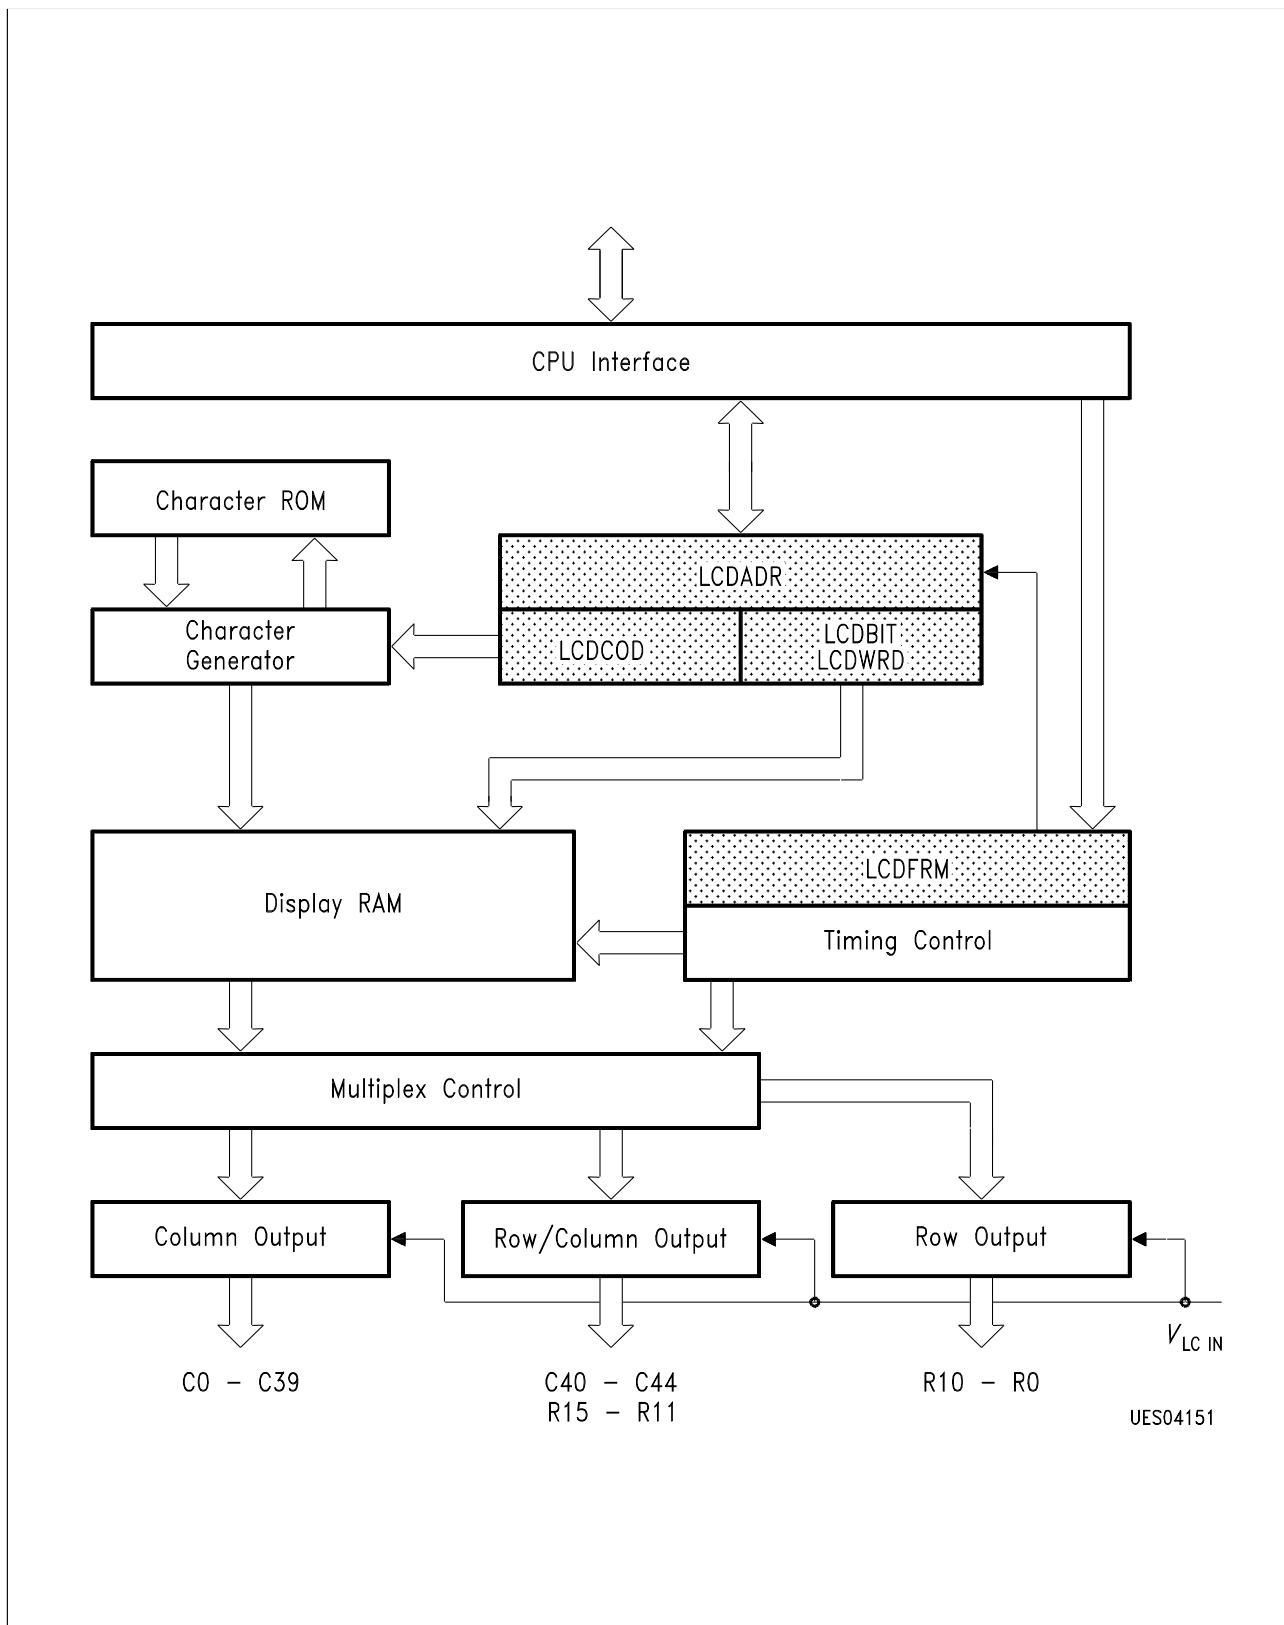 CPU Interface
Character ROM
LCDADR
Character
Generator
LCDCOD
LCDBIT
LCDWRD
Display RAM
LCDFRM
Timing Control
Multiplex Control
Column Output
Row/Column Output
Row Output
V LC IN
C0 – C39
C40 – C44
R15 – R11
R10 – R0
UES04151